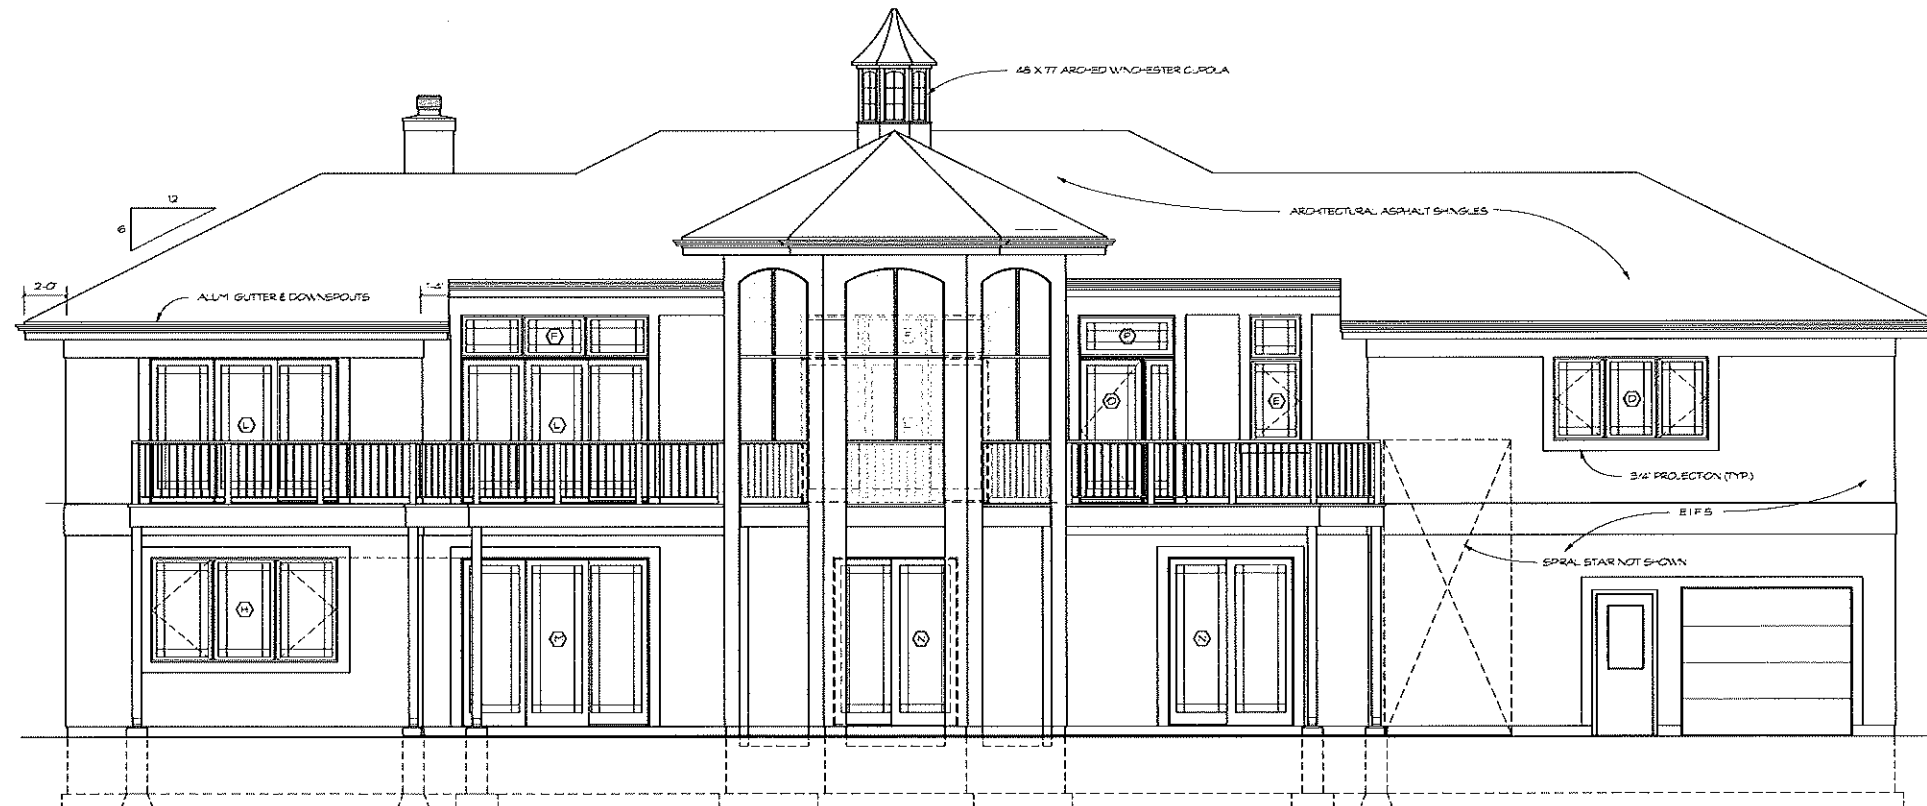 48 X 77 ARCHED WINCHESTER CUPOLA
12
6
ARCHITECTURAL ASPHALT SHINGLES
2'-0"
1'-4"
ALUM. GUTTER & DOWNSPOUTS
F
P
L
L
O
E
D
3/4" PROJECTION (TYP.)
E I F S
SPIRAL STAIR NOT SHOWN
H
M
N
N